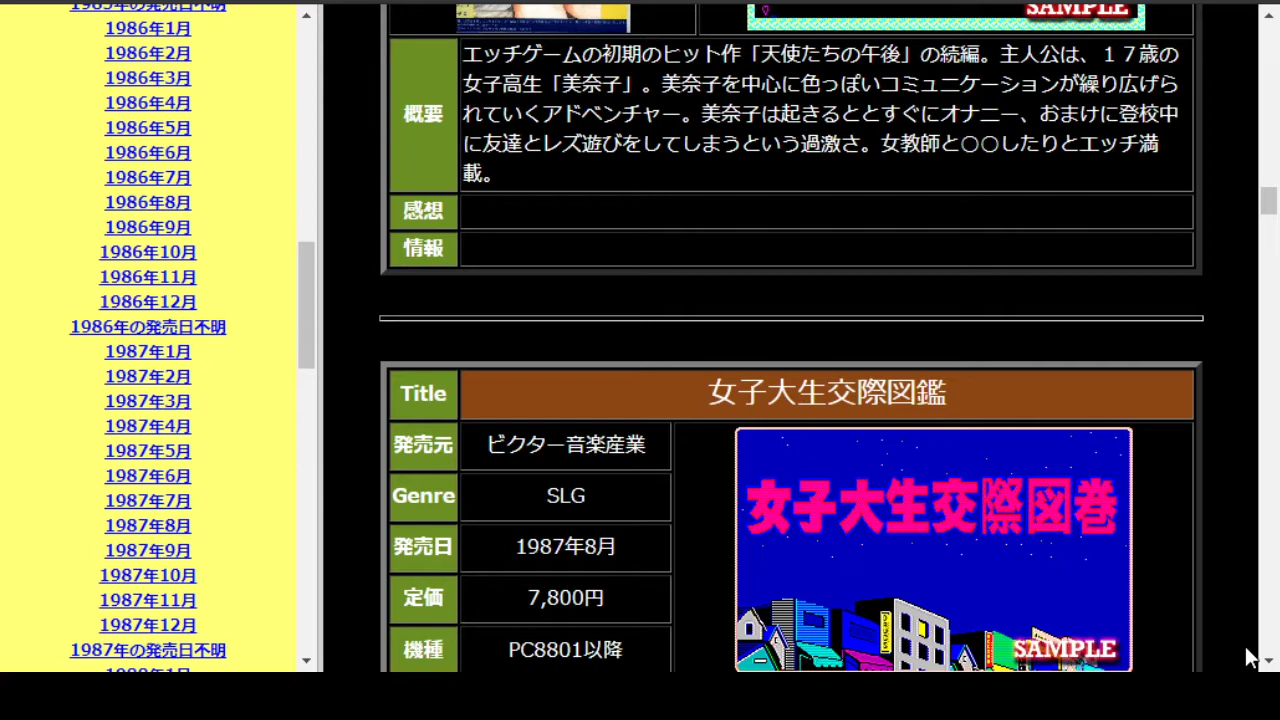 1985年の発売日不明
1986年1月
1986年2月
1986年3月
1986年4月
1986年5月
1986年6月
1986年7月
1986年8月
1986年9月
1986年10月
1986年11月
1986年12月
1986年の発売日不明
1987年1月
1987年2月
1987年3月
1987年4月
1987年5月
1987年6月
1987年7月
1987年8月
1987年9月
1987年10月
1987年11月
1987年12月
1987年の発売日不明
1988年1月
SAMPLE
概要
エッチゲームの初期のヒット作「天使たちの午後」の続編。主人公は、１７歳の
女子高生「美奈子」。美奈子を中心に色っぽいコミュニケーションが繰り広げら
れていくアドベンチャー。美奈子は起きるととすぐにオナニー、おまけに登校中
に友達とレズ遊びをしてしまうという過激さ。女教師と○○したりとエッチ満
載。
感想
情報
Title
女子大生交際図鑑
発売元
ビクター音楽産業
Genre
SLG
発売日
1987年8月
定価
7,800円
機種
PC8801以降
女子大生交際図巻
SAMPLE